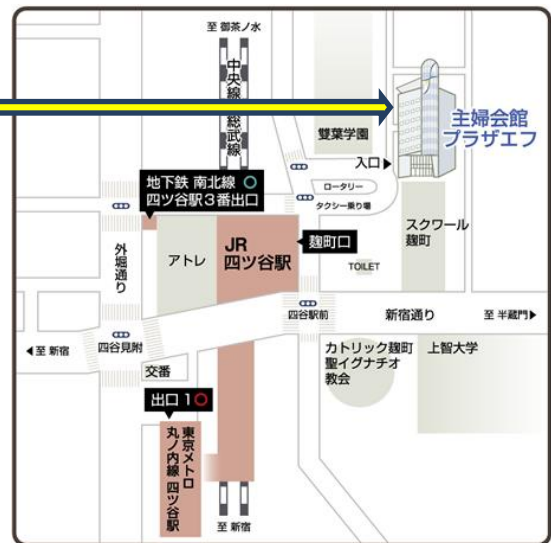 至 御茶ノ水
中央線
総武線
雙葉学園
主婦会館
プラザエフ
入口
地下鉄 南北線
四ツ谷駅3番出口
ロータリー
タクシー乗り場
外堀通り
アトレ
JR
四ツ谷駅
麹町口
スクワール
麹町
TOILET
四谷駅前
新宿通り
至 半蔵門
至 新宿
四谷見附
交番
カトリック麹町
聖イグナチオ
教会
上智大学
出口 1
東京メトロ
丸ノ内線 四ツ谷駅
至 新宿